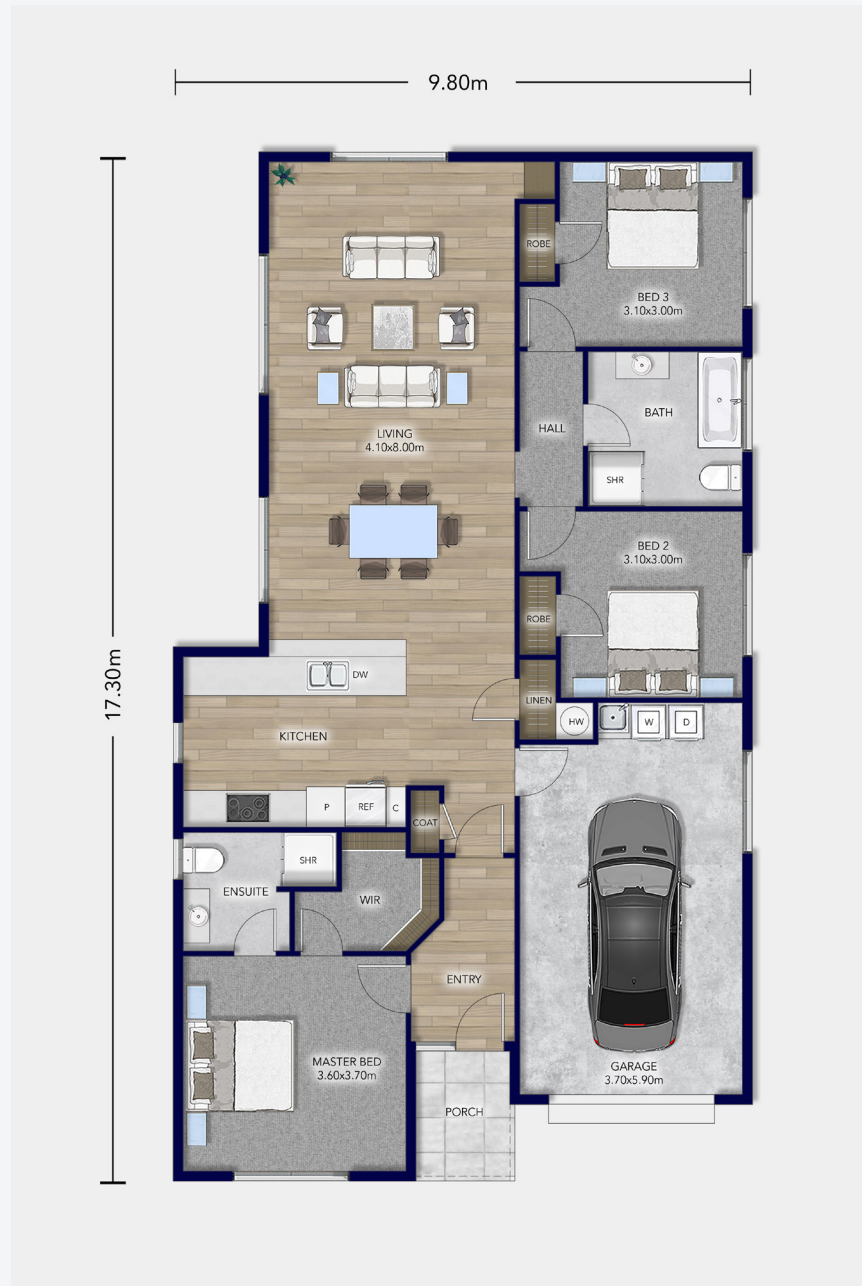 9.80m
17.30m
ROBE
BED 3
3.10x3.00m
BATH
HALL
LIVING
4.10x8.00m
SHR
BED 2
3.10x3.00m
ROBE
DW
LINEN
HW
W
D
KITCHEN
P
REF
C
COAT
SHR
ENSUITE
WIR
ENTRY
MASTER BED
3.60x3.70m
GARAGE
3.70x5.90m
PORCH